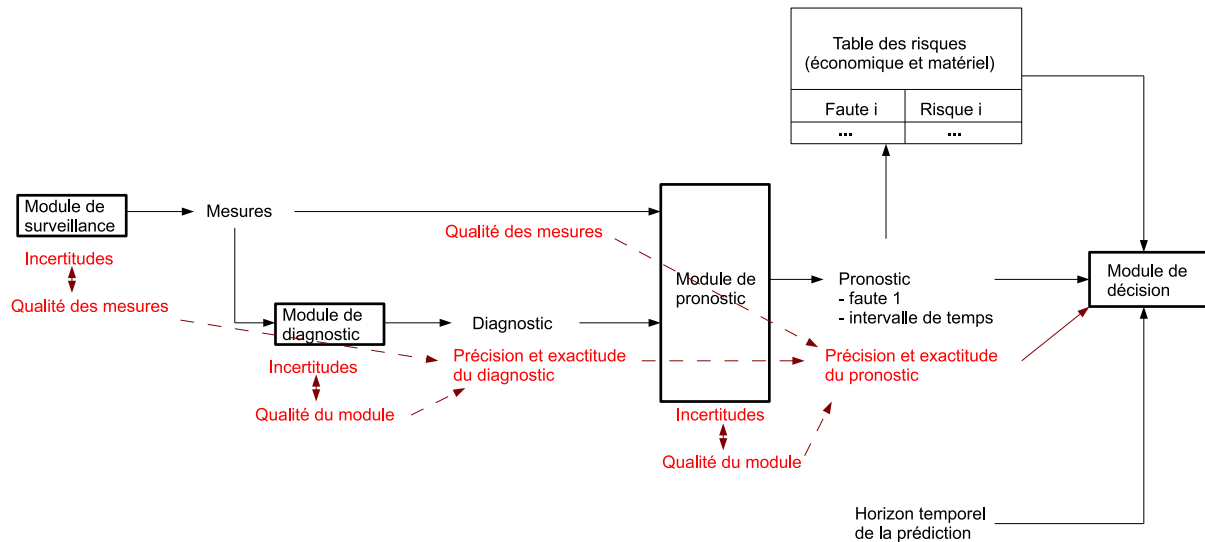 Table des risques
(économique et matériel)
Faute i
Risque i
...
...
Module de
surveillance
Mesures
Qualité des mesures
Incertitudes
Qualité des mesures
Module de
diagnostic
Diagnostic
Incertitudes
Précision et exactitude
du diagnostic
Qualité du module
Module de
pronostic
Incertitudes
Qualité du module
Pronostic
- faute 1
- intervalle de temps
Précision et exactitude
du pronostic
Module de
décision
Horizon temporel
de la prédiction